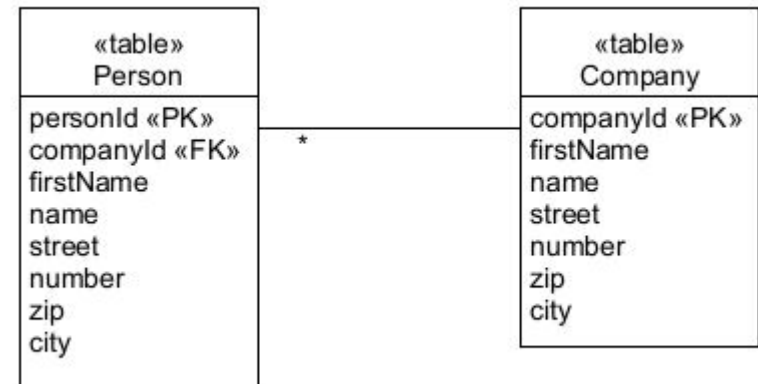 «table»
Person
personId «PK»
companyId «FK»
firstName
name
street
number
zip
city
*
«table»
Company
companyId «PK»
firstName
name
street
number
zip
city